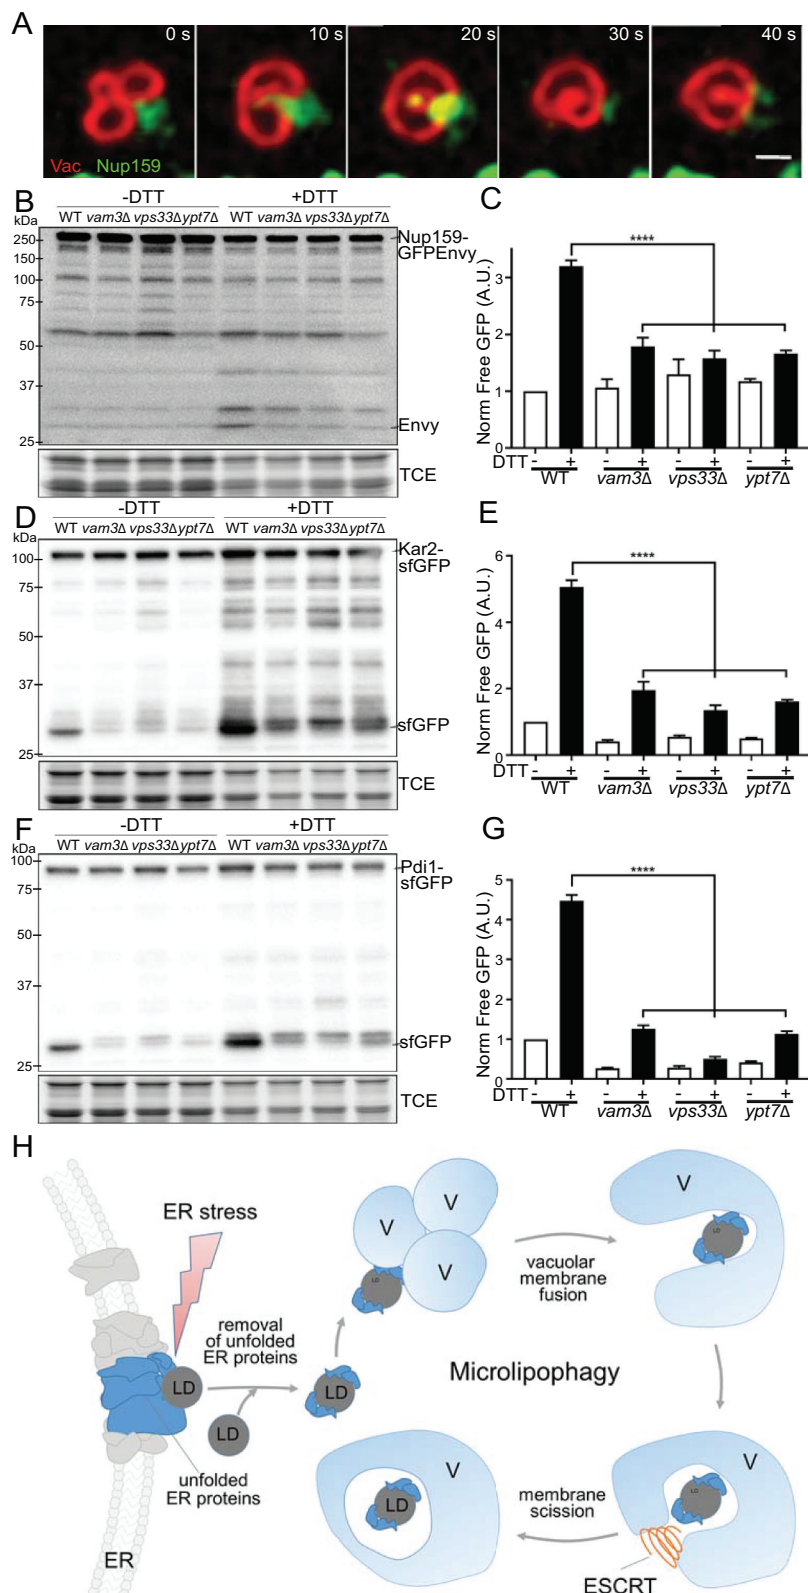 A
0 s 10 s 20 s 30 s 40 s
Vac Nup159
B
-DTT +DTT
kDa WT vam3Δ vps33Δ ypt7Δ WT vam3Δ vps33Δ ypt7Δ
250
150
100
75
50
37
25
Nup159-
GFPEnvy
Envy
TCE
C
Norm Free GFP (A.U.)
3
2
1
0
****
DTT - + - + - + - +
WT vam3Δ vps33Δ ypt7Δ
D
-DTT +DTT
kDa WT vam3Δ vps33Δ ypt7Δ WT vam3Δ vps33Δ ypt7Δ
100
75
50
37
25
Kar2-
sfGFP
sfGFP
TCE
E
Norm Free GFP (A.U.)
6
4
2
0
****
DTT - + - + - + - +
WT vam3Δ vps33Δ ypt7Δ
F
-DTT +DTT
kDa WT vam3Δ vps33Δ ypt7Δ WT vam3Δ vps33Δ ypt7Δ
100
75
50
37
25
Pdi1-
sfGFP
sfGFP
TCE
G
Norm Free GFP (A.U.)
5
4
3
2
1
0
****
DTT - + - + - + - +
WT vam3Δ vps33Δ ypt7Δ
H
ER stress
LD
removal
of unfolded
ER proteins
LD
LD
unfolded
ER proteins
ER
V
V
V
LD
vacuolar
membrane
fusion
V
LD
Microlipophagy
V
LD
ESCRT
membrane
scission
V
LD